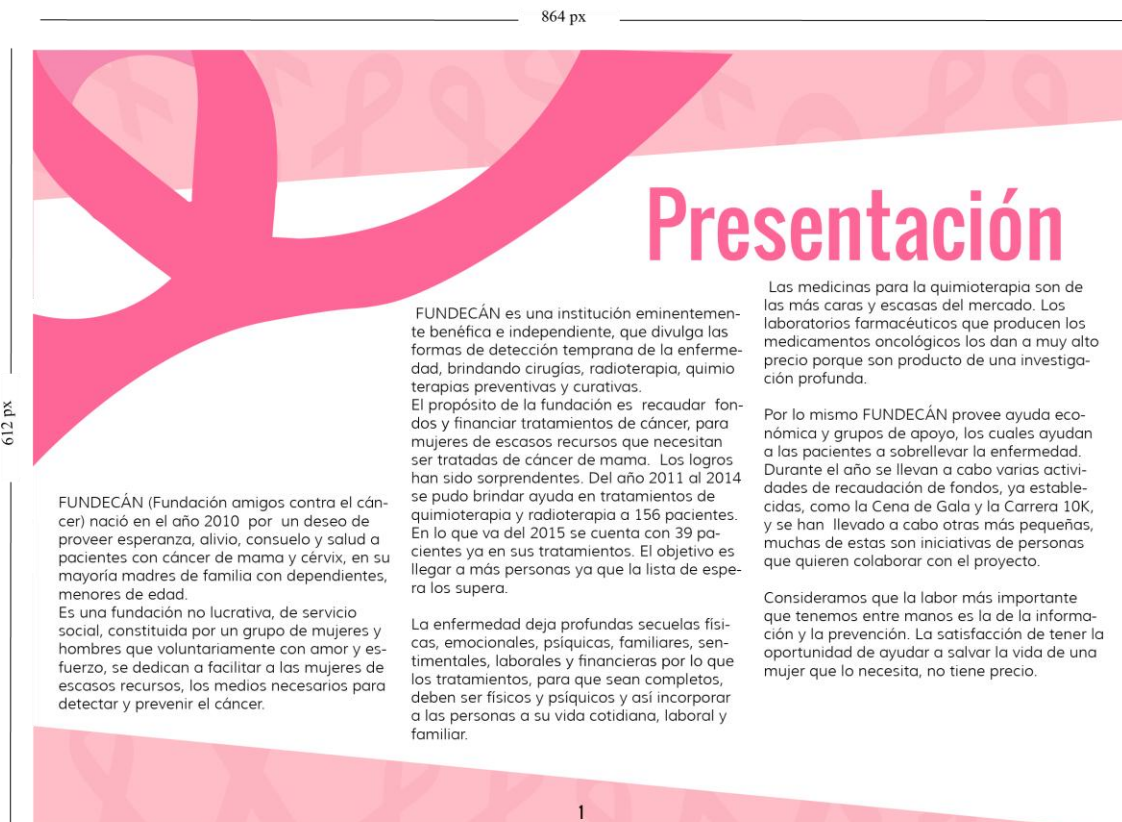 864 px
612 px
Presentación
FUNDECÁN (Fundación amigos contra el cán-
cer) nació en el año 2010  por  un deseo de
proveer esperanza, alivio, consuelo y salud a
pacientes con cáncer de mama y cérvix, en su
mayoría madres de familia con dependientes,
menores de edad.
Es una fundación no lucrativa, de servicio
social, constituida por un grupo de mujeres y
hombres que voluntariamente con amor y es-
fuerzo, se dedican a facilitar a las mujeres de
escasos recursos, los medios necesarios para
detectar y prevenir el cáncer.
FUNDECÁN es una institución eminentemen-
te benéfica e independiente, que divulga las
formas de detección temprana de la enferme-
dad, brindando cirugías, radioterapia, quimio
terapias preventivas y curativas.
El propósito de la fundación es  recaudar  fon-
dos y financiar tratamientos de cáncer, para
mujeres de escasos recursos que necesitan
ser tratadas de cáncer de mama.  Los logros
han sido sorprendentes. Del año 2011 al 2014
se pudo brindar ayuda en tratamientos de
quimioterapia y radioterapia a 156 pacientes.
En lo que va del 2015 se cuenta con 39 pa-
cientes ya en sus tratamientos. El objetivo es
llegar a más personas ya que la lista de espe-
ra los supera.
La enfermedad deja profundas secuelas físi-
cas, emocionales, psíquicas, familiares, sen-
timentales, laborales y financieras por lo que
los tratamientos, para que sean completos,
deben ser físicos y psíquicos y así incorporar
a las personas a su vida cotidiana, laboral y
familiar.
Las medicinas para la quimioterapia son de
las más caras y escasas del mercado. Los
laboratorios farmacéuticos que producen los
medicamentos oncológicos los dan a muy alto
precio porque son producto de una investiga-
ción profunda.
Por lo mismo FUNDECÁN provee ayuda eco-
nómica y grupos de apoyo, los cuales ayudan
a las pacientes a sobrellevar la enfermedad.
Durante el año se llevan a cabo varias activi-
dades de recaudación de fondos, ya estable-
cidas, como la Cena de Gala y la Carrera 10K,
y se han  llevado a cabo otras más pequeñas,
muchas de estas son iniciativas de personas
que quieren colaborar con el proyecto.
Consideramos que la labor más importante
que tenemos entre manos es la de la informa-
ción y la prevención. La satisfacción de tener la
oportunidad de ayudar a salvar la vida de una
mujer que lo necesita, no tiene precio.
1